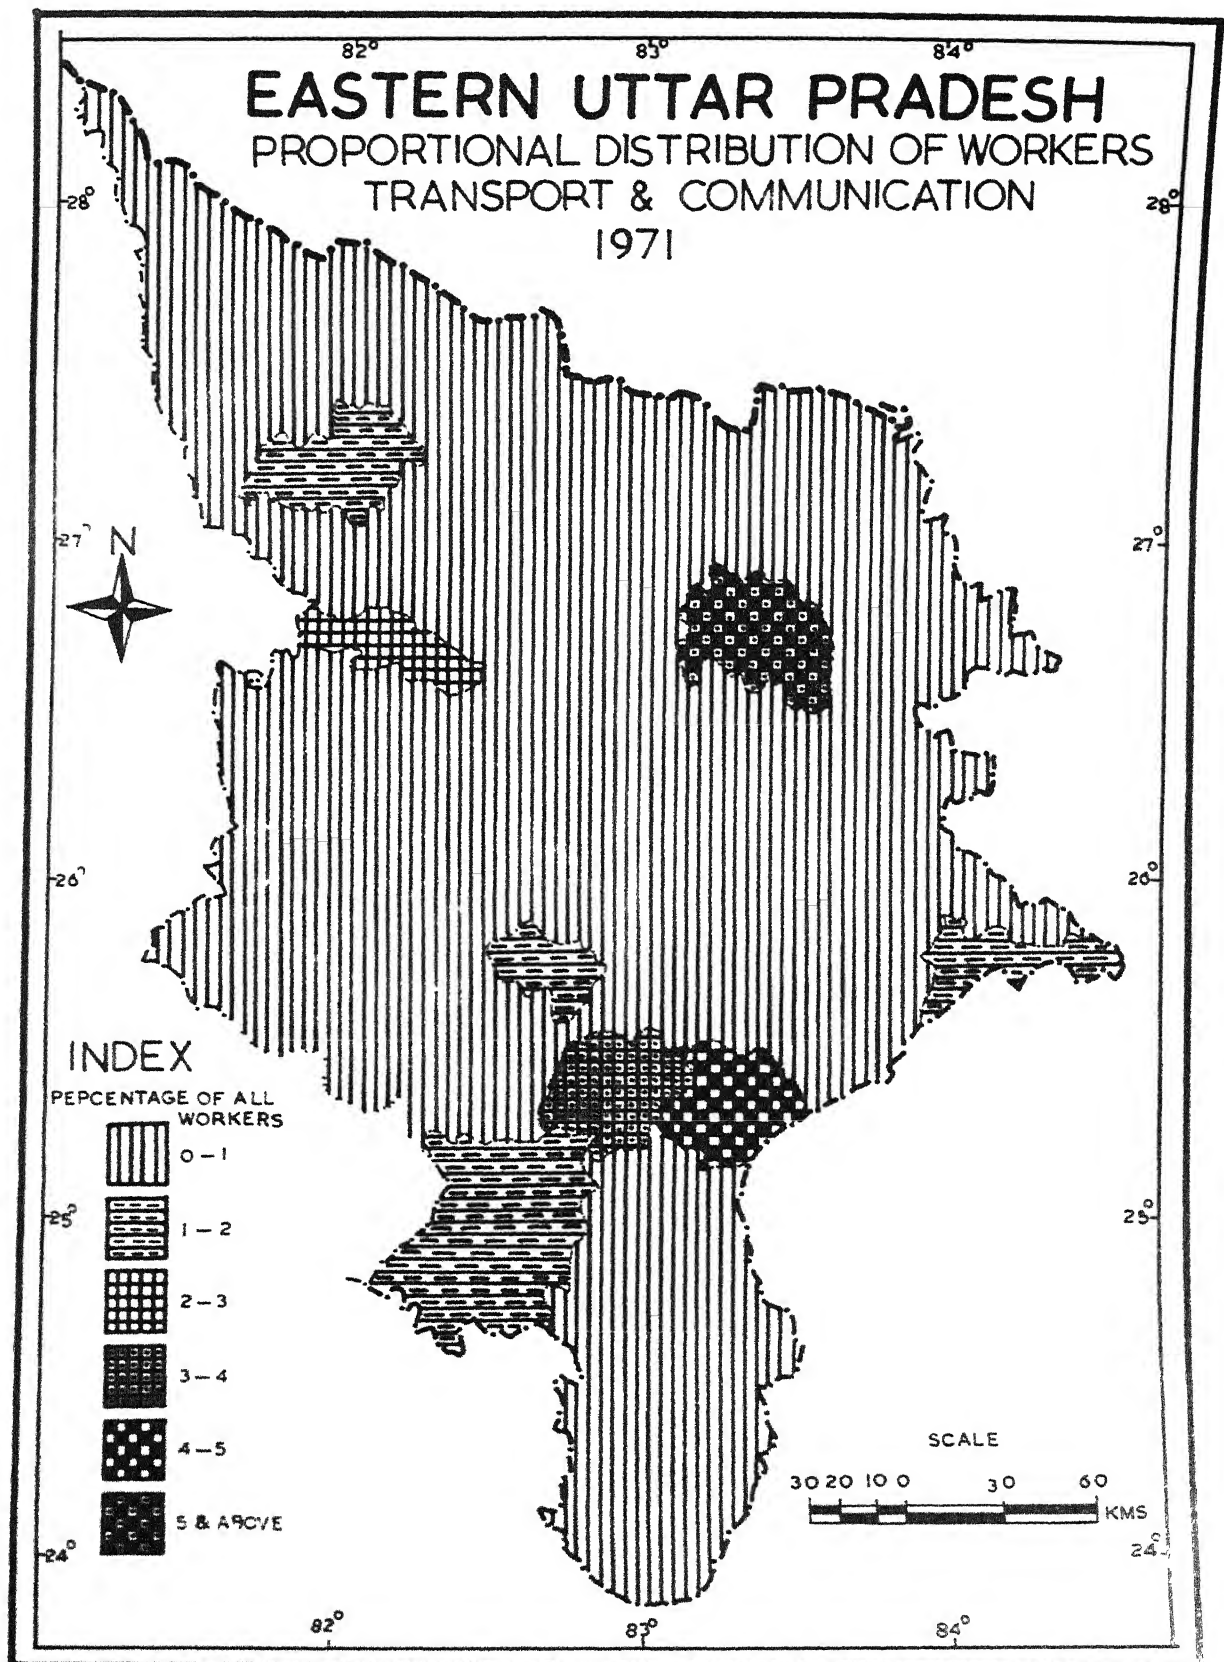 82° 83° 84°
EASTERN UTTAR PRADESH
PROPORTIONAL DISTRIBUTION OF WORKERS
TRANSPORT & COMMUNICATION
1971
28° 28°
N
27° 27°
26° 26°
INDEX
PEPCENTAGE OF ALL
WORKERS
0-1
1-2
25° 25°
2-3
3-4
4-5
5 & ABOVE
SCALE
30 20 10 0 30 60
KMS
24° 24°
82° 83° 84°